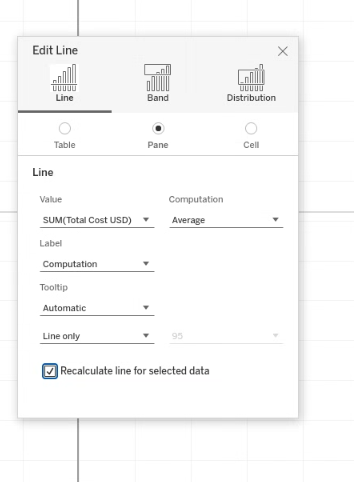 Edit Line
Line Band Distribution
Table Pane Cell
Line
Value Computation
SUM(Total Cost USD) Average
Label
Computation
Tooltip
Automatic
Line only 95
Recalculate line for selected data